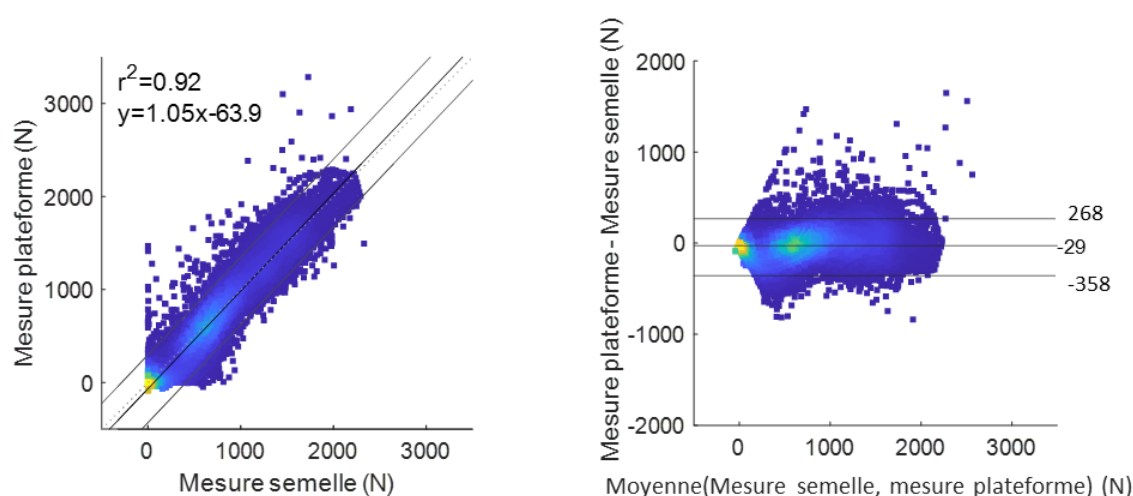 r²=0.92
y=1.05x-63.9
Mesure plateforme (N)
3000
2000
1000
0
0 1000 2000 3000
Mesure semelle (N)
Mesure plateforme - Mesure semelle (N)
2000
1000
0
-1000
-2000
268
-29
-358
0 1000 2000 3000
Moyenne(Mesure semelle, mesure plateforme) (N)